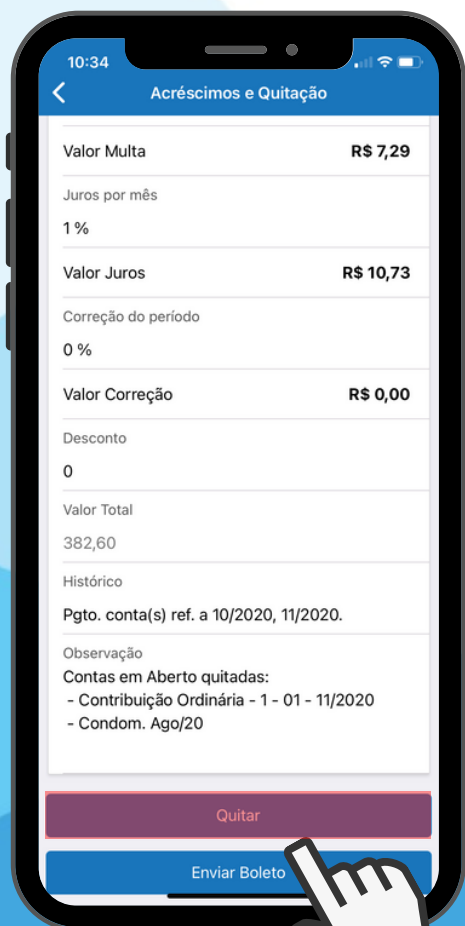 10:34
Acréscimos e Quitação
Valor Multa R$ 7,29
Juros por mês
1 %
Valor Juros R$ 10,73
Correção do período
0 %
Valor Correção R$ 0,00
Desconto
0
Valor Total
382,60
Histórico
Pgto. conta(s) ref. a 10/2020, 11/2020.
Observação
Contas em Aberto quitadas:
- Contribuição Ordinária - 1 - 01 - 11/2020
- Condom. Ago/20
Quitar
Enviar Boleto